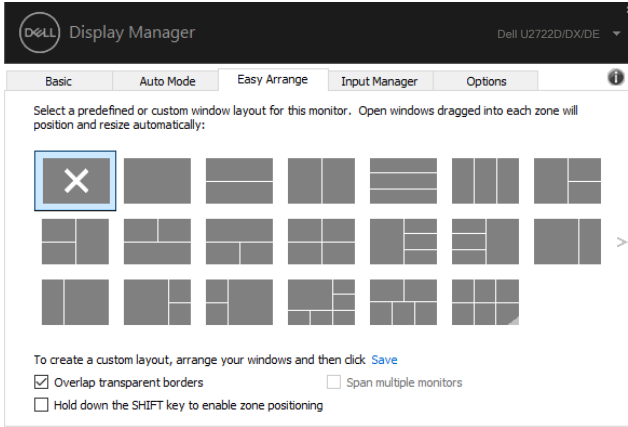 DELL Display Manager
Dell U2722D/DX/DE
Basic Auto Mode Easy Arrange Input Manager Options
Select a predefined or custom window layout for this monitor. Open windows dragged into each zone will
position and resize automatically:
To create a custom layout, arrange your windows and then click Save
Overlap transparent borders
Span multiple monitors
Hold down the SHIFT key to enable zone positioning